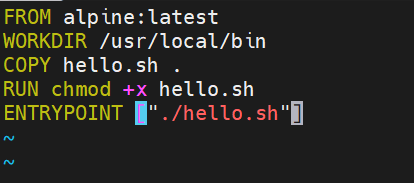 FROM alpine:latest
WORKDIR /usr/local/bin
COPY hello.sh .
RUN chmod +x hello.sh
ENTRYPOINT ["./hello.sh"]
~
~